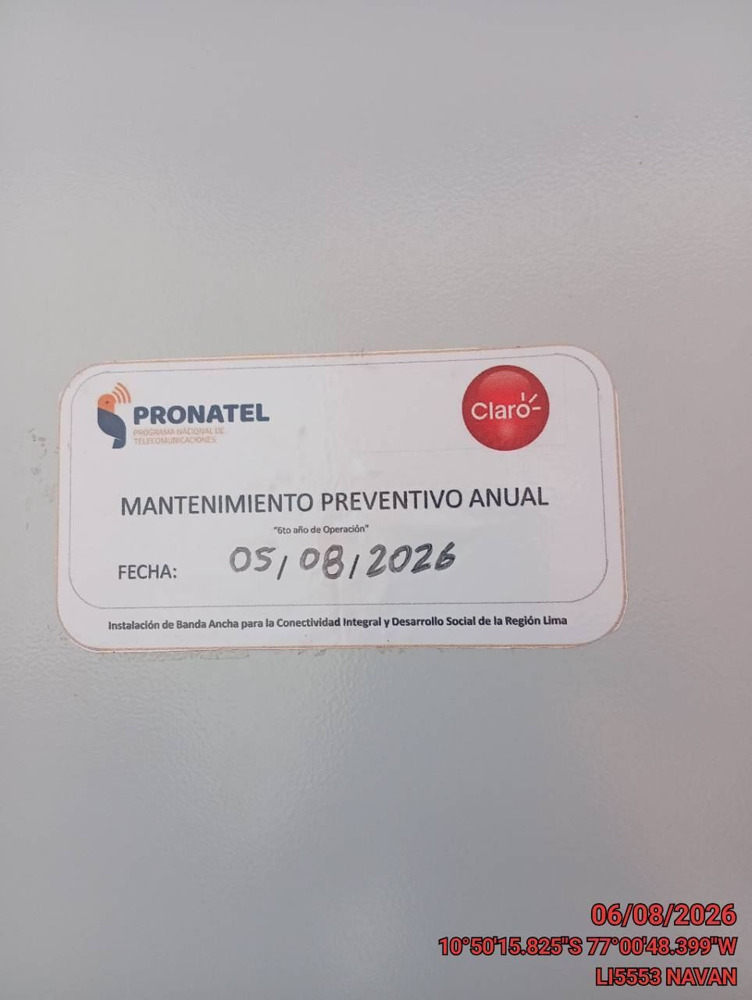 PRONATEL
PROGRAMA NACIONAL DE
TELECOMUNICACIONES
Claro
MANTENIMIENTO PREVENTIVO ANUAL
"6to año de Operación"
FECHA: 05/08/2026
Instalación de Banda Ancha para la Conectividad Integral y Desarrollo Social de la Región Lima
06/08/2026
10°50'15.825"S 77°00'48.399"W
LI5553 NAVAN